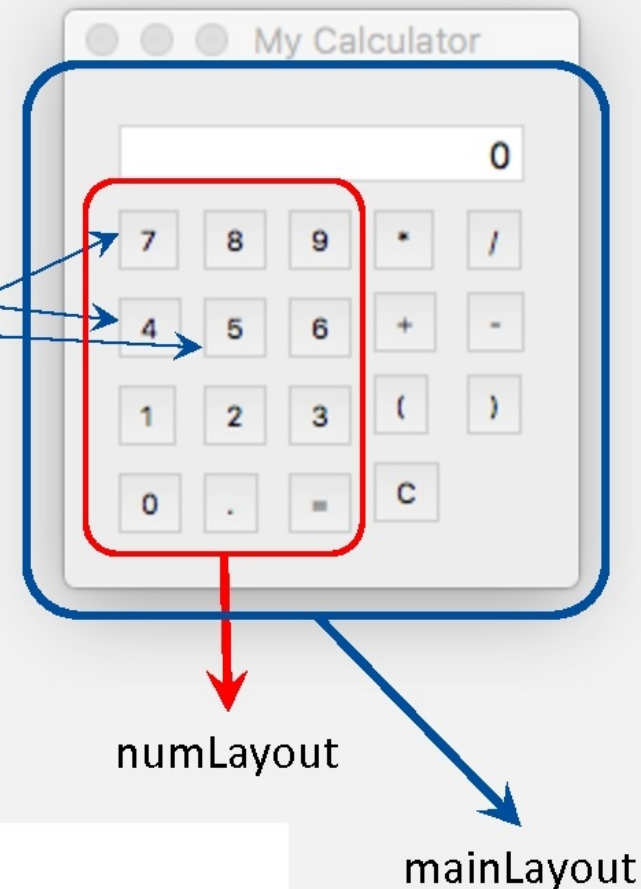 My Calculator
0
7 8 9 * /
4 5 6 + -
1 2 3 ( )
0 . = C
numLayout
mainLayout